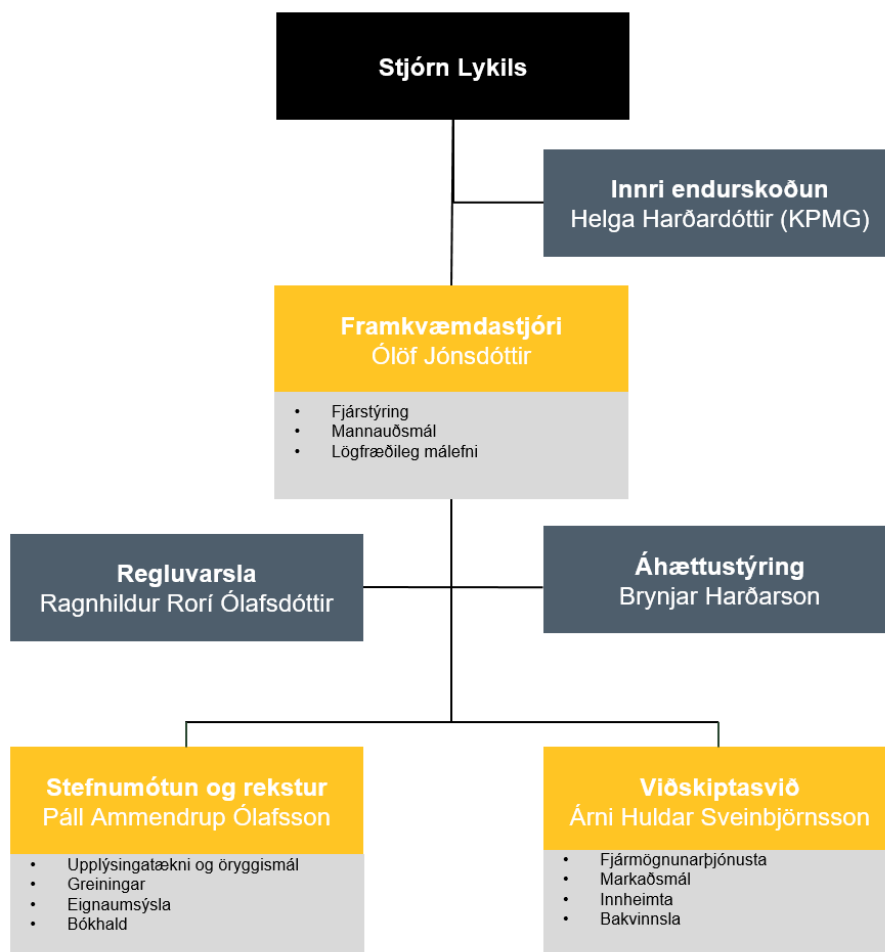 Stjórn Lykils
Innri endurskoðun
Helga Harðardóttir (KPMG)
Framkvæmdastjóri
Ólöf Jónsdóttir
• Fjárstýring
• Mannauðsmál
• Lögfræðileg málefni
Regluvarsla
Ragnhildur Rorí Ólafsdóttir
Áhættustýring
Brynjar Harðarson
Stefnumótun og rekstur
Páll Ammendrup Ólafsson
• Upplýsingatækni og öryggismál
• Greiningar
• Eignaumsýsla
• Bókhald
Viðskiptasvið
Árni Huldar Sveinbjörnsson
• Fjármögnunarþjónusta
• Markaðsmál
• Innheimta
• Bakvinnsla